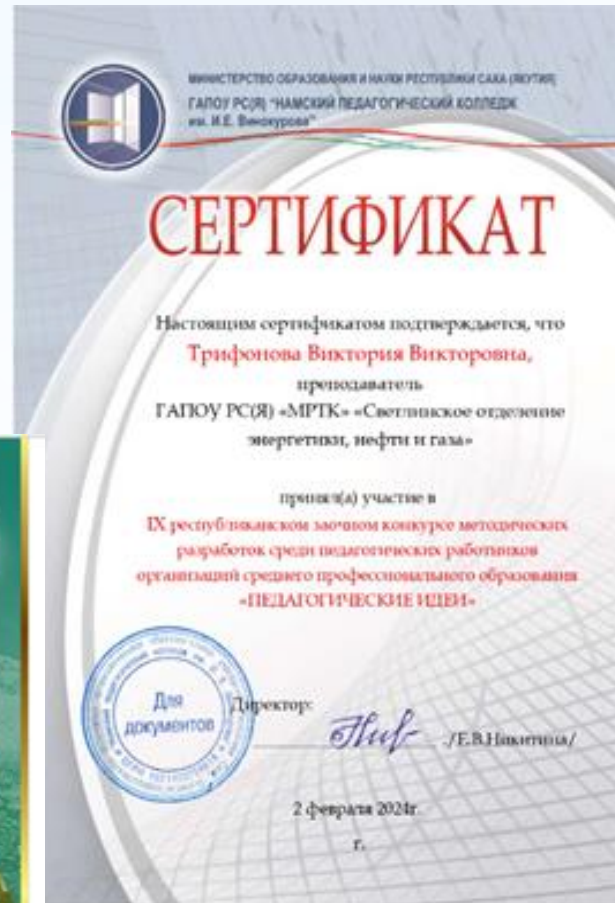 МИНИСТЕРСТВО ОБРАЗОВАНИЯ И НАУКИ РЕСПУБЛИКИ САХА (ЯКУТИЯ)
ГАПОУ РС(Я) "НАМСКИЙ ПЕДАГОГИЧЕСКИЙ КОЛЛЕДЖ
им. И.Е. Винокурова"
СЕРТИФИКАТ
Настоящим сертификатом подтверждается, что
Трифонова Виктория Викторовна,
преподаватель
ГАПОУ РС(Я) «МРТК» «Светлинское отделение
энергетики, нефти и газа»
принял(а) участие в
IX республиканском заочном конкурсе методических
разработок среди педагогических работников
организаций среднего профессионального образования
«ПЕДАГОГИЧЕСКИЕ ИДЕИ»
Для
документов
Директор:
./Е.В.Никитина/
2 февраля 2024г
г.